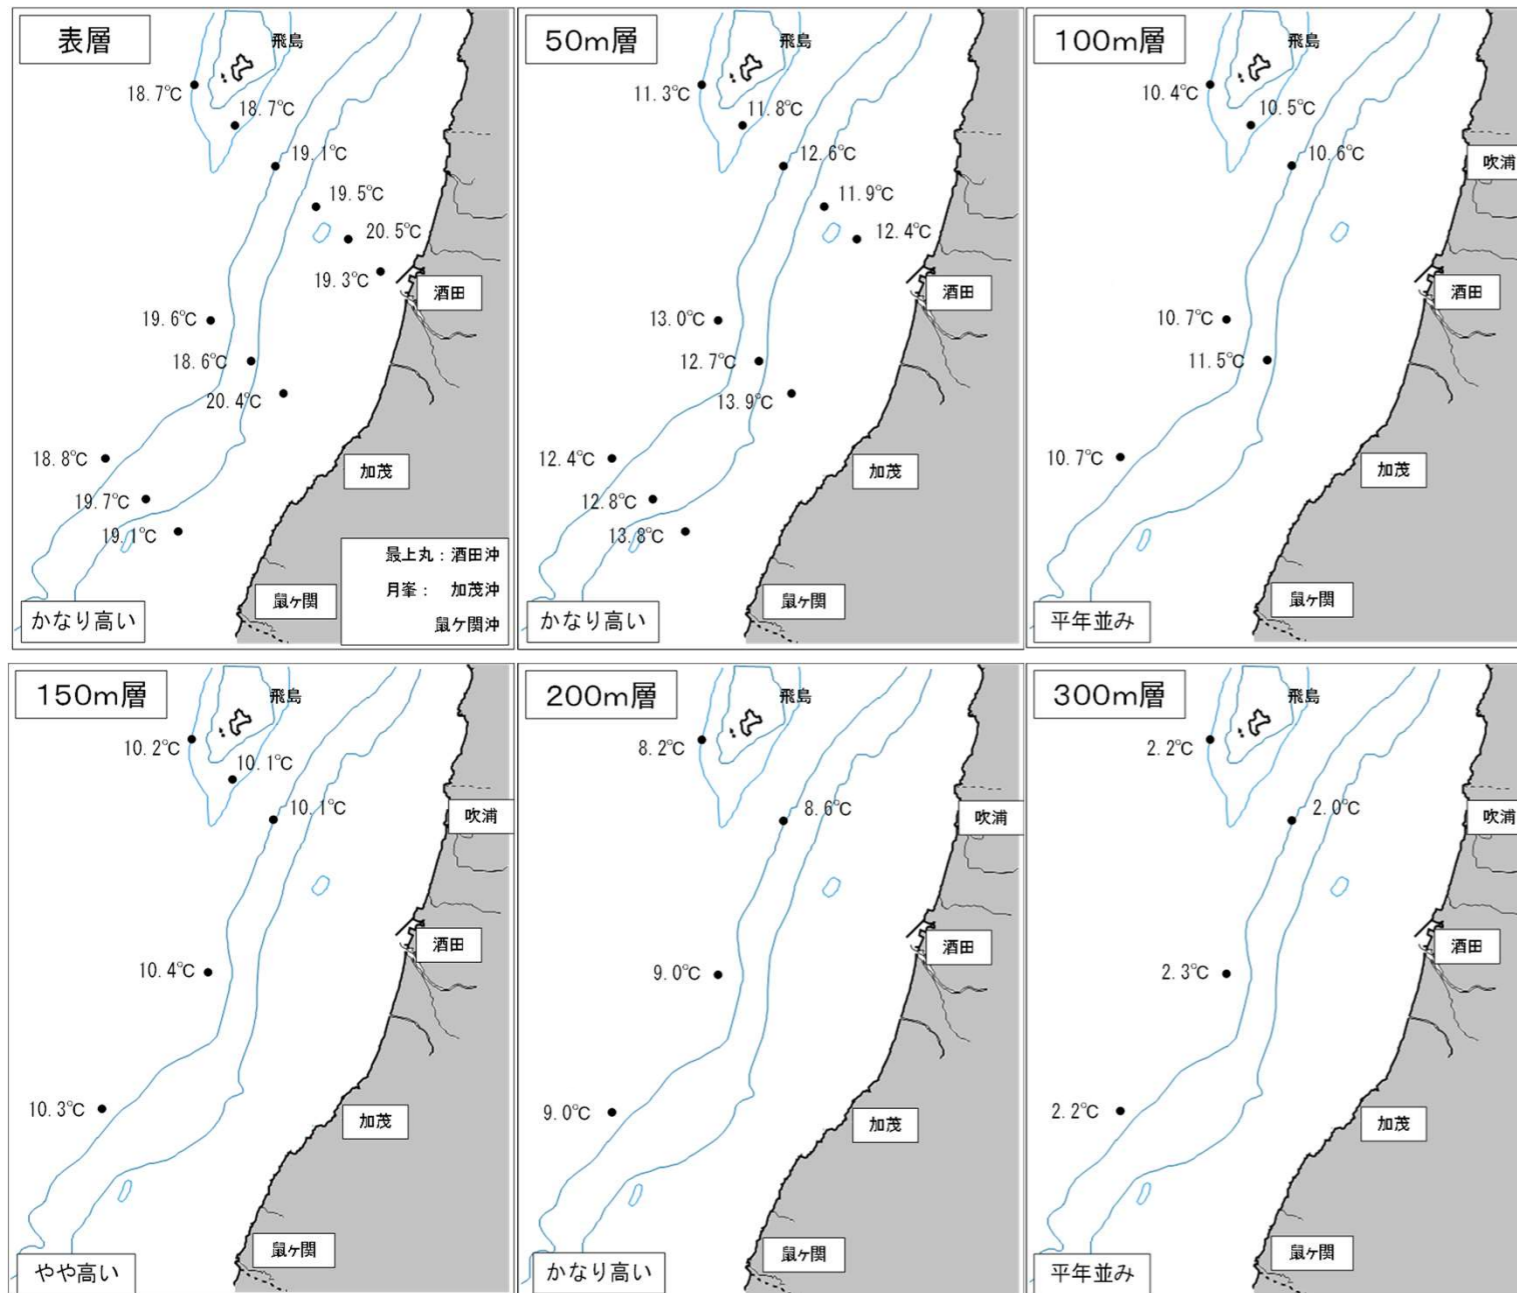 表層
飛島
18.7℃
18.7℃
19.1℃
19.5℃
20.5℃
19.3℃
酒田
19.6℃
18.6℃
20.4℃
18.8℃
加茂
19.7℃
19.1℃
最上丸：酒田沖
月峯：　加茂沖
鼠ケ関沖
鼠ヶ関
かなり高い
50m層
飛島
11.3℃
11.8℃
12.6℃
11.9℃
12.4℃
酒田
13.0℃
12.7℃
13.9℃
12.4℃
加茂
12.8℃
13.8℃
鼠ヶ関
かなり高い
100m層
飛島
10.4℃
10.5℃
10.6℃
吹浦
酒田
10.7℃
11.5℃
10.7℃
加茂
鼠ヶ関
平年並み
150m層
飛島
10.2℃
10.1℃
10.1℃
吹浦
酒田
10.4℃
10.3℃
加茂
鼠ヶ関
やや高い
200m層
飛島
8.2℃
8.6℃
吹浦
酒田
9.0℃
9.0℃
加茂
鼠ヶ関
かなり高い
300m層
飛島
2.2℃
2.0℃
吹浦
酒田
2.3℃
2.2℃
加茂
鼠ヶ関
平年並み